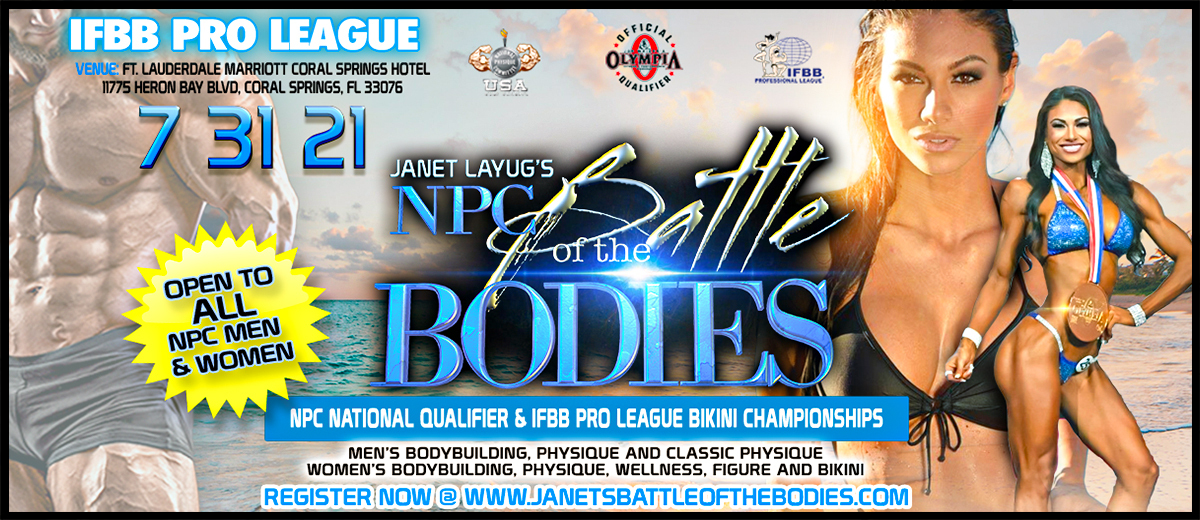 IFBB PRO LEAGUE
VENUE: FT. LAUDERDALE MARRIOTT CORAL SPRINGS HOTEL
11775 HERON BAY BLVD, CORAL SPRINGS, FL 33076
7 31 21
USA
OFFICIAL
OLYMPIA
QUALIFIER
IFBB
PROFESSIONAL LEAGUE
JANET LAYUG'S
NPC Battle
of the
BODIES
OPEN TO
ALL
NPC MEN
& WOMEN
NPC NATIONAL QUALIFIER & IFBB PRO LEAGUE BIKINI CHAMPIONSHIPS
MEN'S BODYBUILDING, PHYSIQUE AND CLASSIC PHYSIQUE
WOMEN'S BODYBUILDING, PHYSIQUE, WELLNESS, FIGURE AND BIKINI
REGISTER NOW @ WWW.JANETSBATTLEOFTHEBODIES.COM